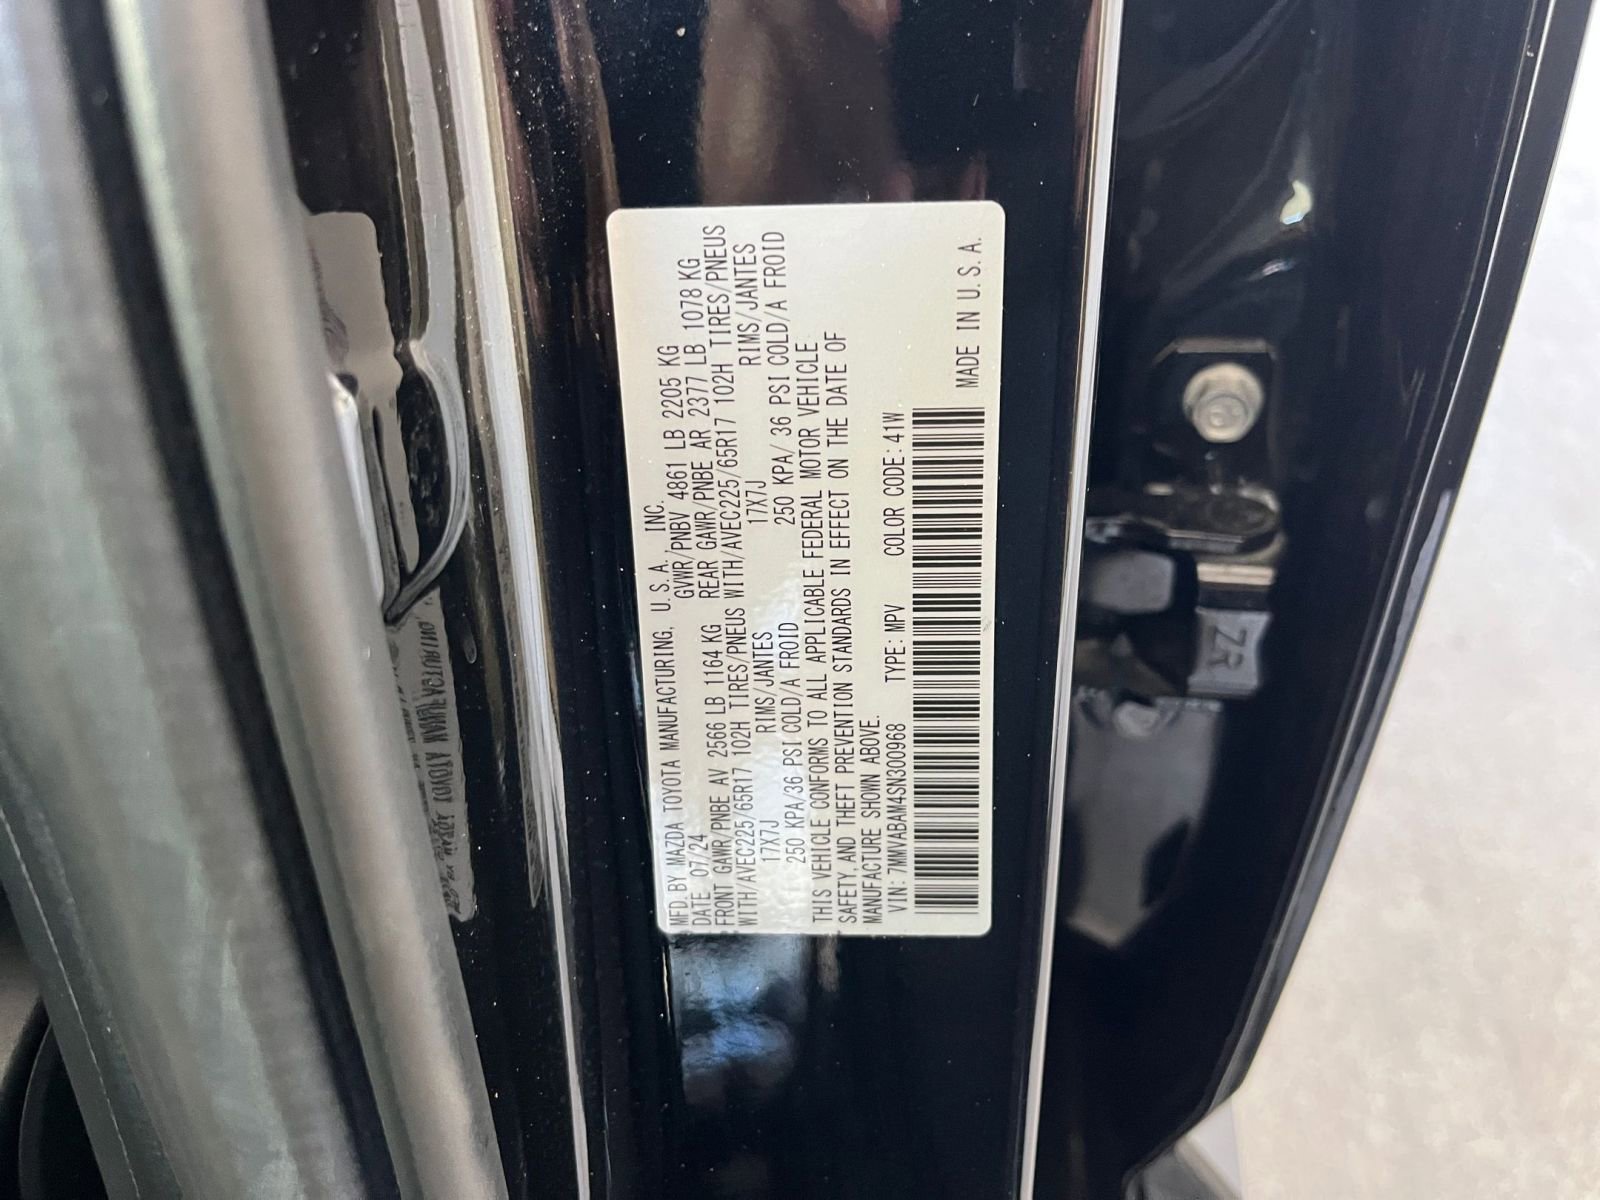 MFD. BY MAZDA TOYOTA MANUFACTURING, U.S.A., INC.
DATE 07/24 GVWR/PNBV 4861 LB 2205 KG
FRONT GAWR/PNBE AV 2566 LB 1164 KG REAR GAWR/PNBE AR 2377 LB 1078 KG
WITH/AVEC225/65R17 102H TIRES/PNEUS WITH/AVEC225/65R17 102H TIRES/PNEUS
17X7J RIMS/JANTES 17X7J RIMS/JANTES
250 KPA/36 PSI COLD/A FROID 250 KPA/ 36 PSI COLD/A FROID
THIS VEHICLE CONFORMS TO ALL APPLICABLE FEDERAL MOTOR VEHICLE
SAFETY, AND THEFT PREVENTION STANDARDS IN EFFECT ON THE DATE OF
MANUFACTURE SHOWN ABOVE.
VIN: 7MMVABAM4SN300968 TYPE: MPV COLOR CODE: 41W
MADE IN U.S.A.
ZR